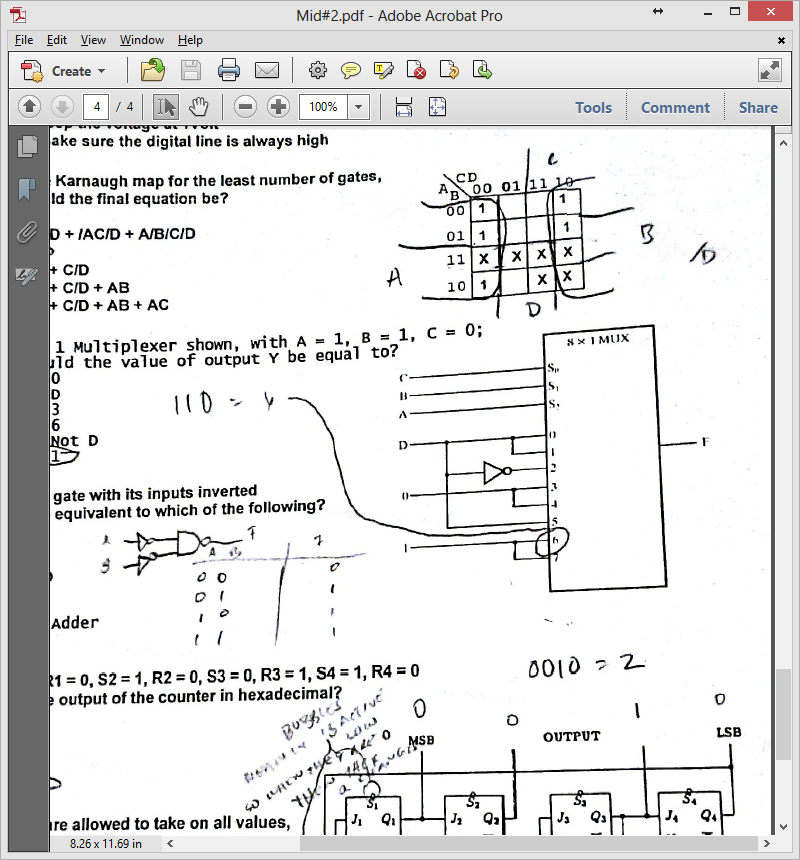 Mid#2.pdf - Adobe Acrobat Pro
File Edit View Window Help
Create
4 / 4
100%
Tools Comment Share
ake sure the digital line is always high
Karnaugh map for the least number of gates,
ld the final equation be?
D + /AC/D + A/B/C/D
+ C/D
+ C/D + AB
+ C/D + AB + AC
C
CD
A B 00 01 11 10
00 1 1
01 1 1
11 X X X X
10 1 X X
A
B
/D
D
1 Multiplexer shown, with A = 1, B = 1, C = 0;
uld the value of output Y be equal to?
0
D
3
6
Not D
1
110 = 6
8 × 1 MUX
C S0
B S1
A S2
D 0
1
2
3
0 4
5
6
1 7
F
gate with its inputs inverted
equivalent to which of the following?
A B
0 0 0
0 1 1
1 0 1
1 1 1
Adder
R1 = 0, S2 = 1, R2 = 0, S3 = 0, R3 = 1, S4 = 1, R4 = 0
e output of the counter in hexadecimal?
0010 = 2
BUBBLES
ACTIVE
LOW
0 0 1 0
MSB OUTPUT LSB
S1 S2 S3 S4
J1 Q1 J2 Q2 J3 Q3 J4 Q4
are allowed to take on all values,
8.26 x 11.69 in